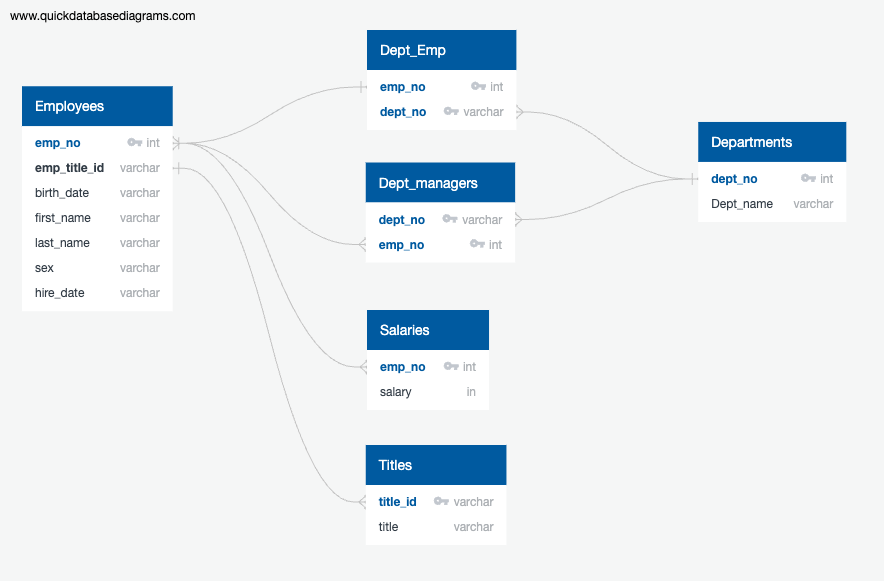 www.quickdatabasediagrams.com
Employees
emp_no int
emp_title_id varchar
birth_date varchar
first_name varchar
last_name varchar
sex varchar
hire_date varchar
Dept_Emp
emp_no int
dept_no varchar
Dept_managers
dept_no varchar
emp_no int
Salaries
emp_no int
salary in
Titles
title_id varchar
title varchar
Departments
dept_no int
Dept_name varchar